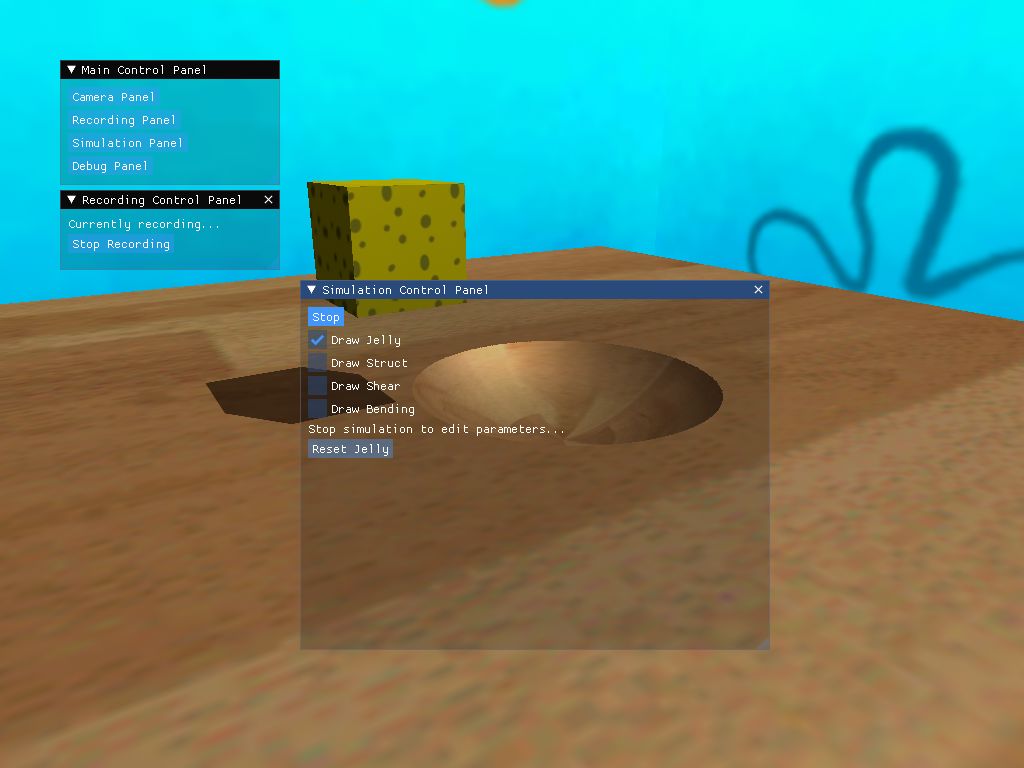 Main Control Panel
Camera Panel
Recording Panel
Simulation Panel
Debug Panel
Recording Control Panel
Currently recording...
Stop Recording
Simulation Control Panel
Stop
Draw Jelly
Draw Struct
Draw Shear
Draw Bending
Stop simulation to edit parameters...
Reset Jelly